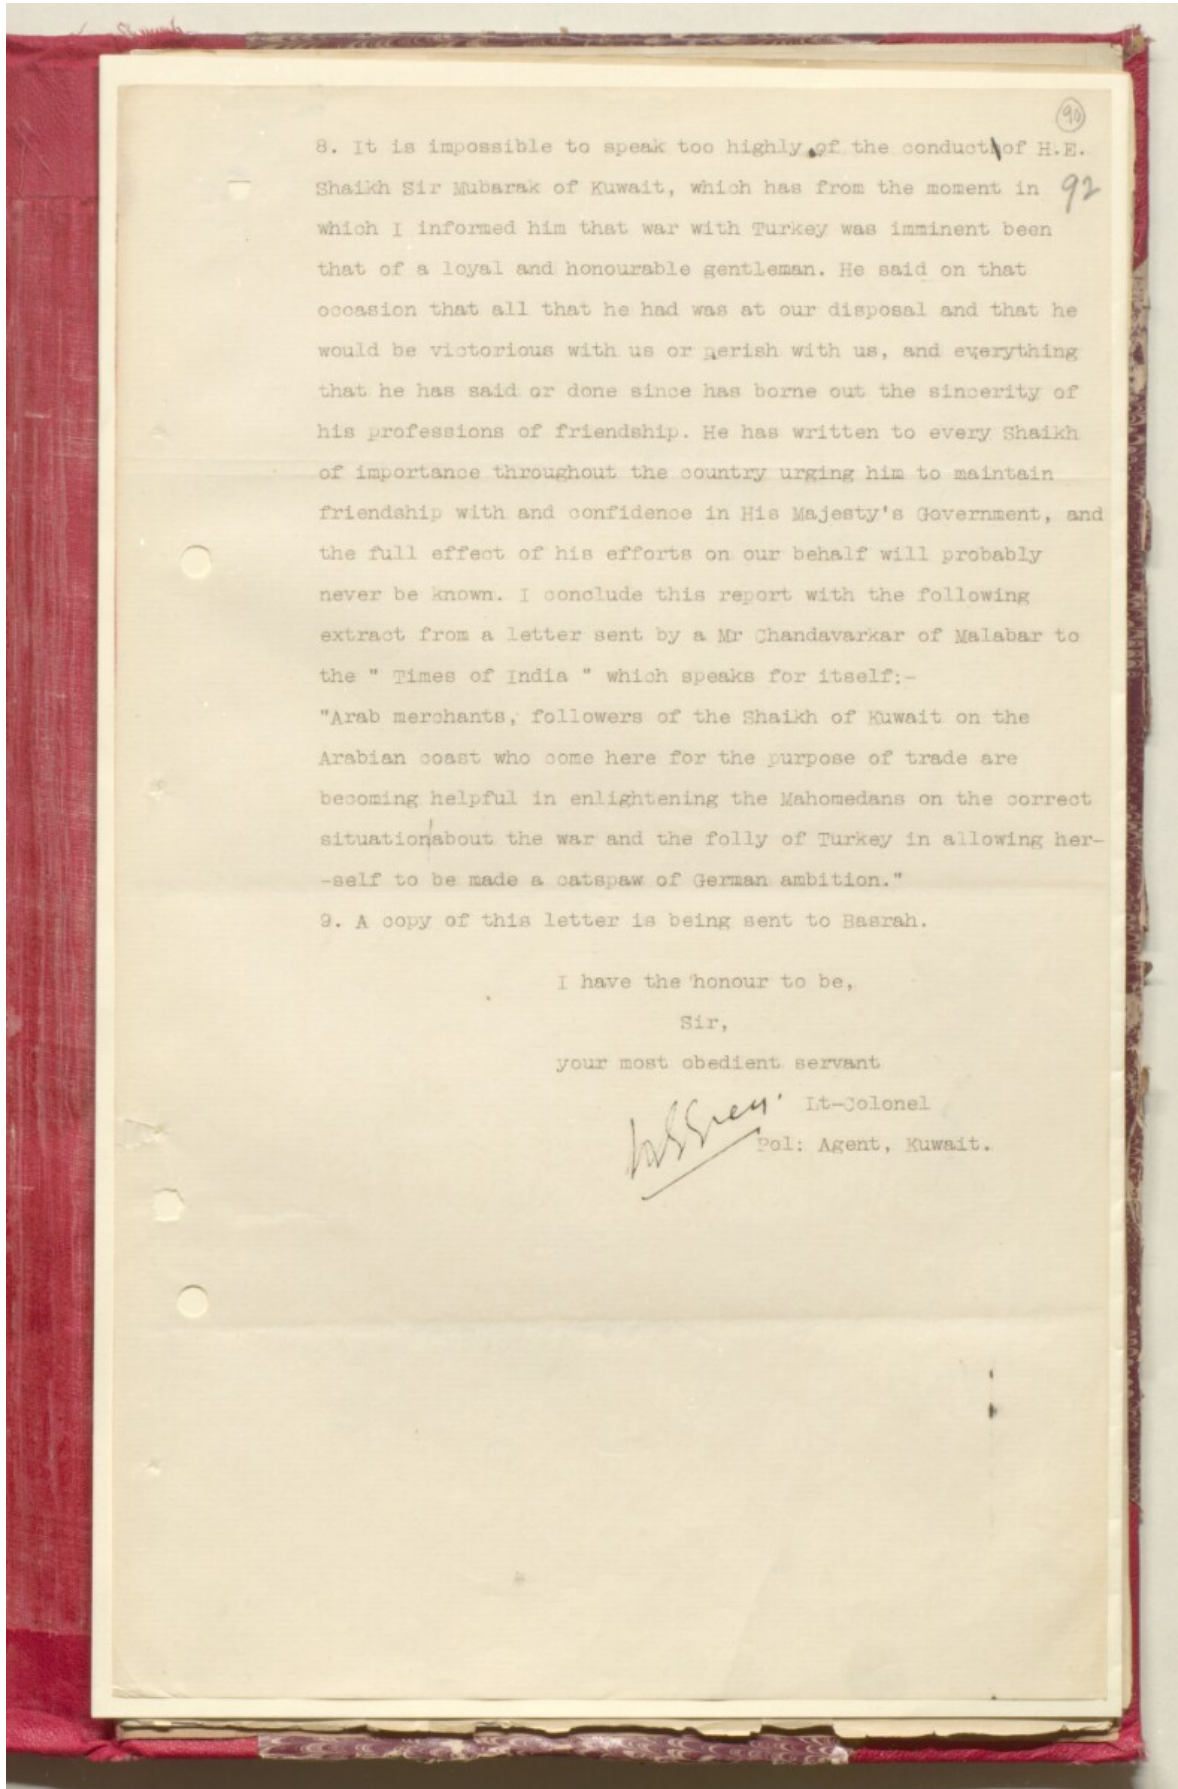 90
8. It is impossible to speak too highly of the conduct of H.E.
92
Shaikh Sir Mubarak of Kuwait, which has from the moment in
which I informed him that war with Turkey was imminent been
that of a loyal and honourable gentleman. He said on that
occasion that all that he had was at our disposal and that he
would be victorious with us or perish with us, and everything
that he has said or done since has borne out the sincerity of
his professions of friendship. He has written to every Shaikh
of importance throughout the country urging him to maintain
friendship with and confidence in His Majesty's Government, and
the full effect of his efforts on our behalf will probably
never be known. I conclude this report with the following
extract from a letter sent by a Mr Chandavarkar of Malabar to
the " Times of India " which speaks for itself:-
"Arab merchants, followers of the Shaikh of Kuwait on the
Arabian coast who come here for the purpose of trade are
becoming helpful in enlightening the Mahomedans on the correct
situation about the war and the folly of Turkey in allowing her-
-self to be made a catspaw of German ambition."
9. A copy of this letter is being sent to Basrah.
I have the honour to be,
Sir,
your most obedient servant
Lt-Colonel
Pol: Agent, Kuwait.